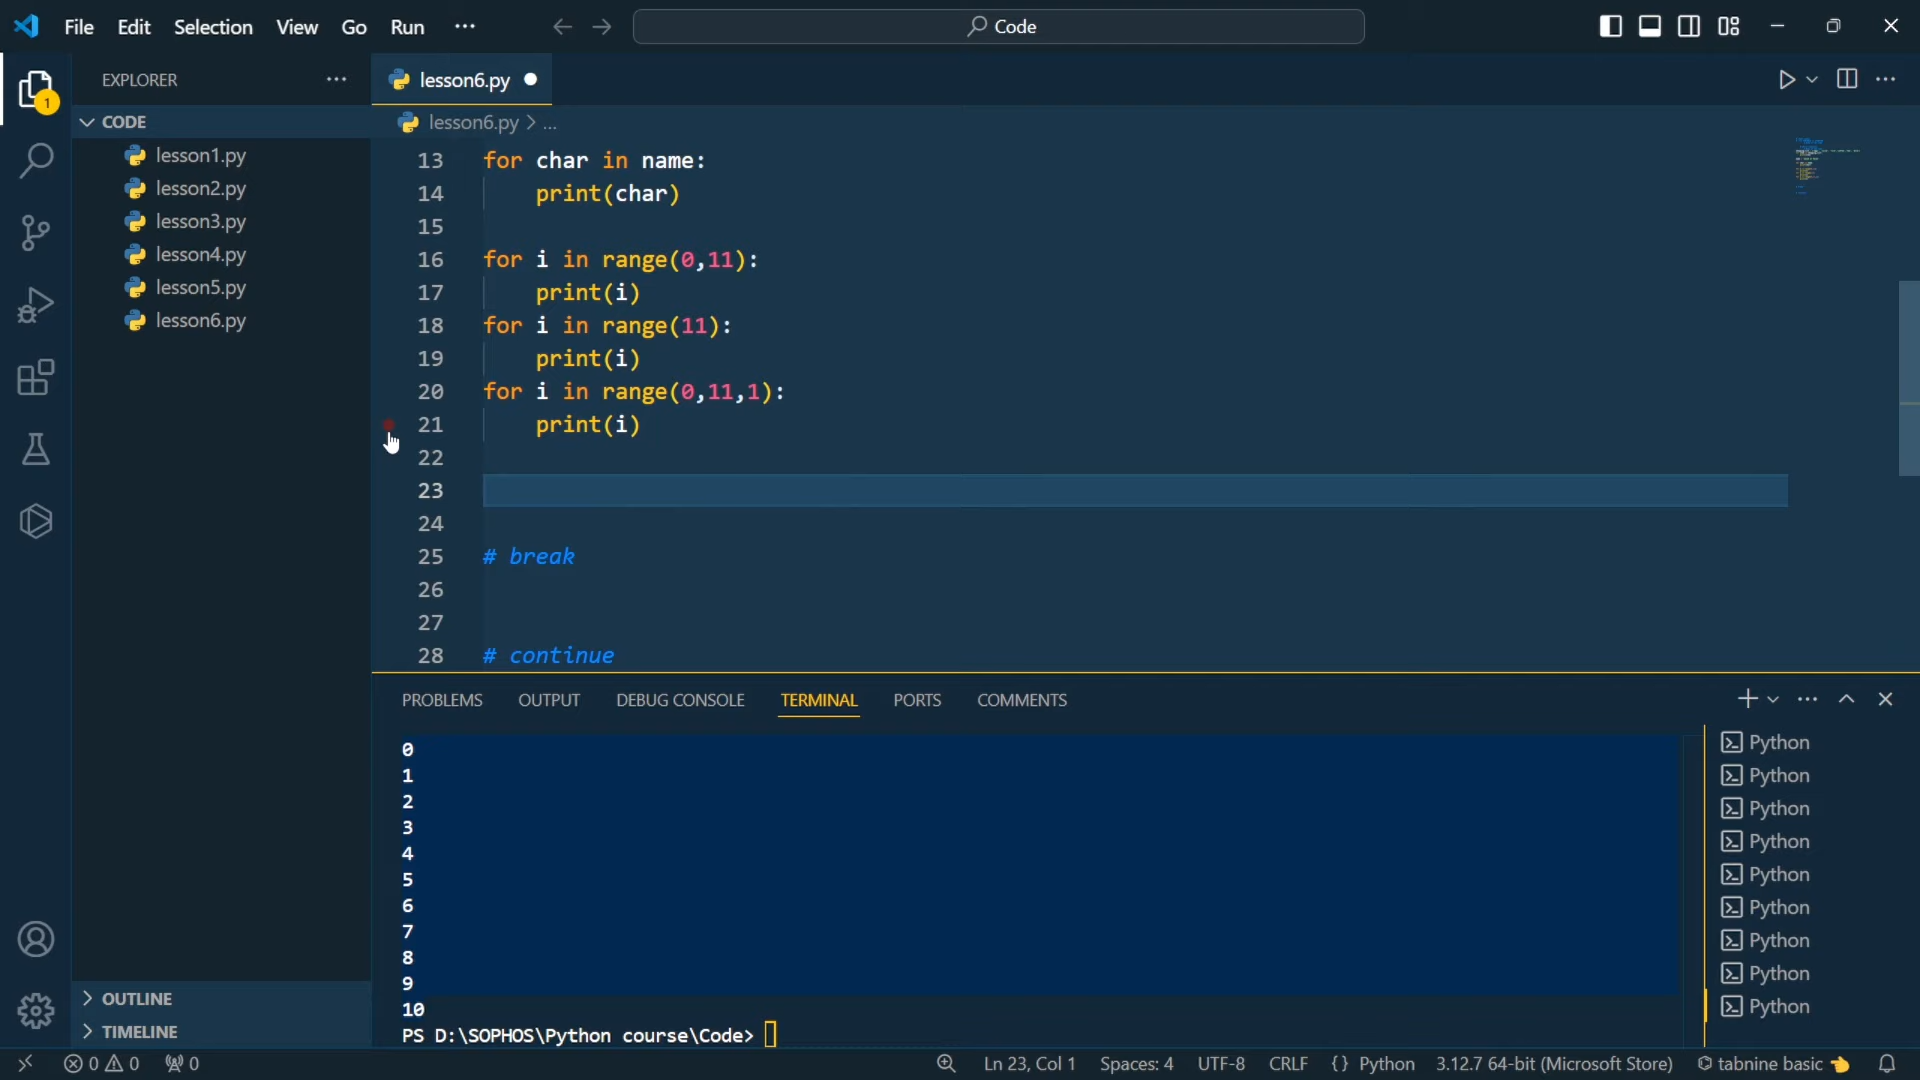 File Edit Selection View Go Run ···
Code
EXPLORER ···
lesson6.py
CODE
lesson6.py > ...
1
lesson1.py
lesson2.py
lesson3.py
lesson4.py
lesson5.py
lesson6.py
13 for char in name:
14     print(char)
15
16 for i in range(0,11):
17     print(i)
18 for i in range(11):
19     print(i)
20 for i in range(0,11,1):
21     print(i)
22
23
24
25 # break
26
27
28 # continue
PROBLEMS OUTPUT DEBUG CONSOLE TERMINAL PORTS COMMENTS
0
1
2
3
4
5
6
7
8
9
10
PS D:\SOPHOS\Python course\Code>
Python
Python
Python
Python
Python
Python
Python
Python
Python
OUTLINE
TIMELINE
0 0 0 Ln 23, Col 1 Spaces: 4 UTF-8 CRLF {} Python 3.12.7 64-bit (Microsoft Store) tabnine basic